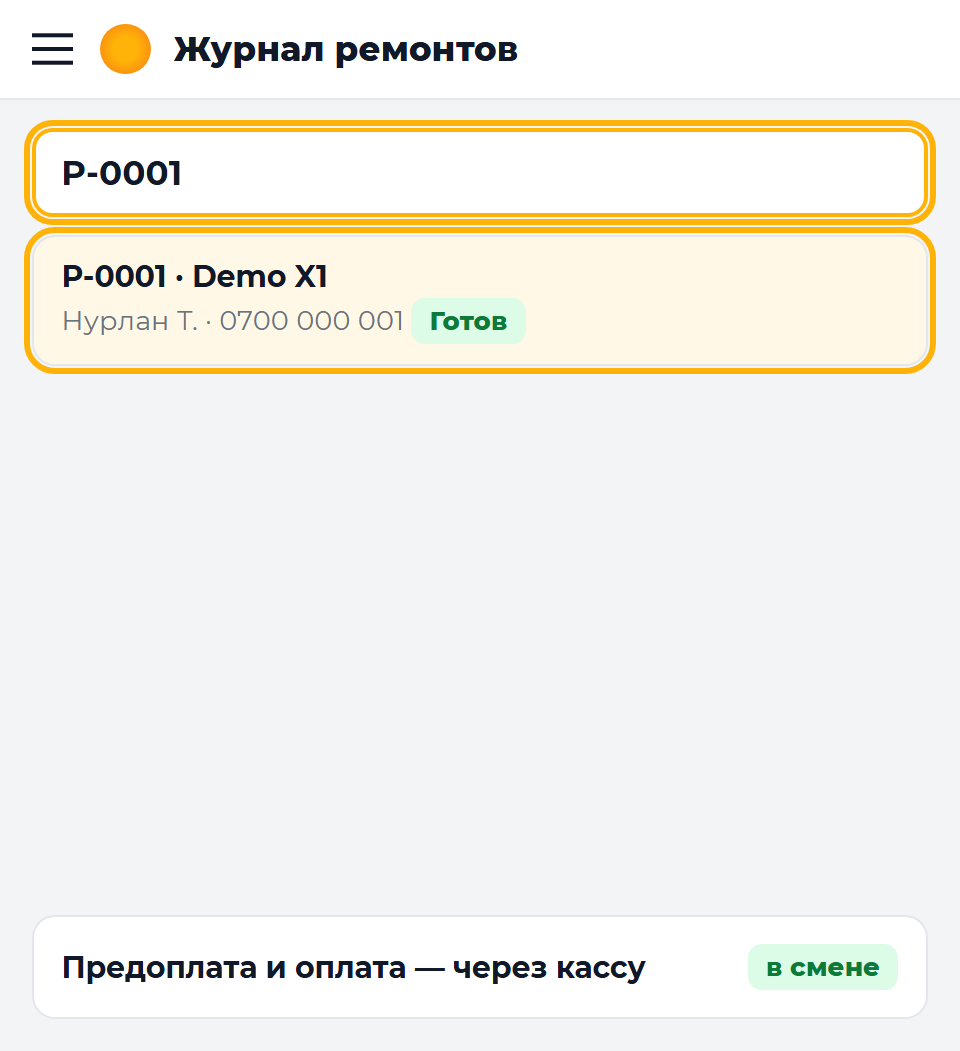 Журнал ремонтов
Р-0001
Р-0001 · Demo X1
Нурлан Т. · 0700 000 001 Готов
Предоплата и оплата — через кассу в смене